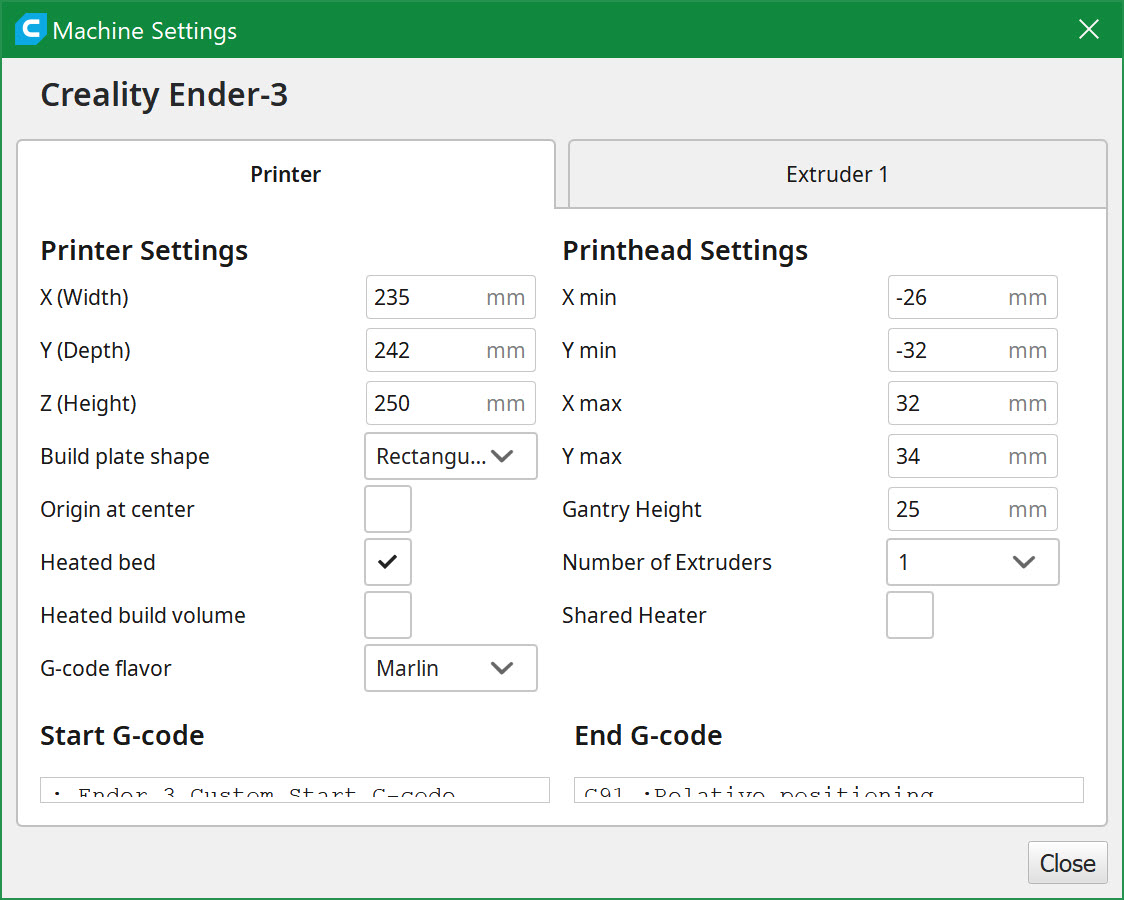 Machine Settings
Creality Ender-3
Printer
Extruder 1
Printer Settings
X (Width)
235 mm
Y (Depth)
242 mm
Z (Height)
250 mm
Build plate shape
Rectangu...
Origin at center
Heated bed
Heated build volume
G-code flavor
Marlin
Printhead Settings
X min
-26 mm
Y min
-32 mm
X max
32 mm
Y max
34 mm
Gantry Height
25 mm
Number of Extruders
1
Shared Heater
Start G-code
; Ender 3 Custom Start G-code
End G-code
G91 ;Relative positioning
Close